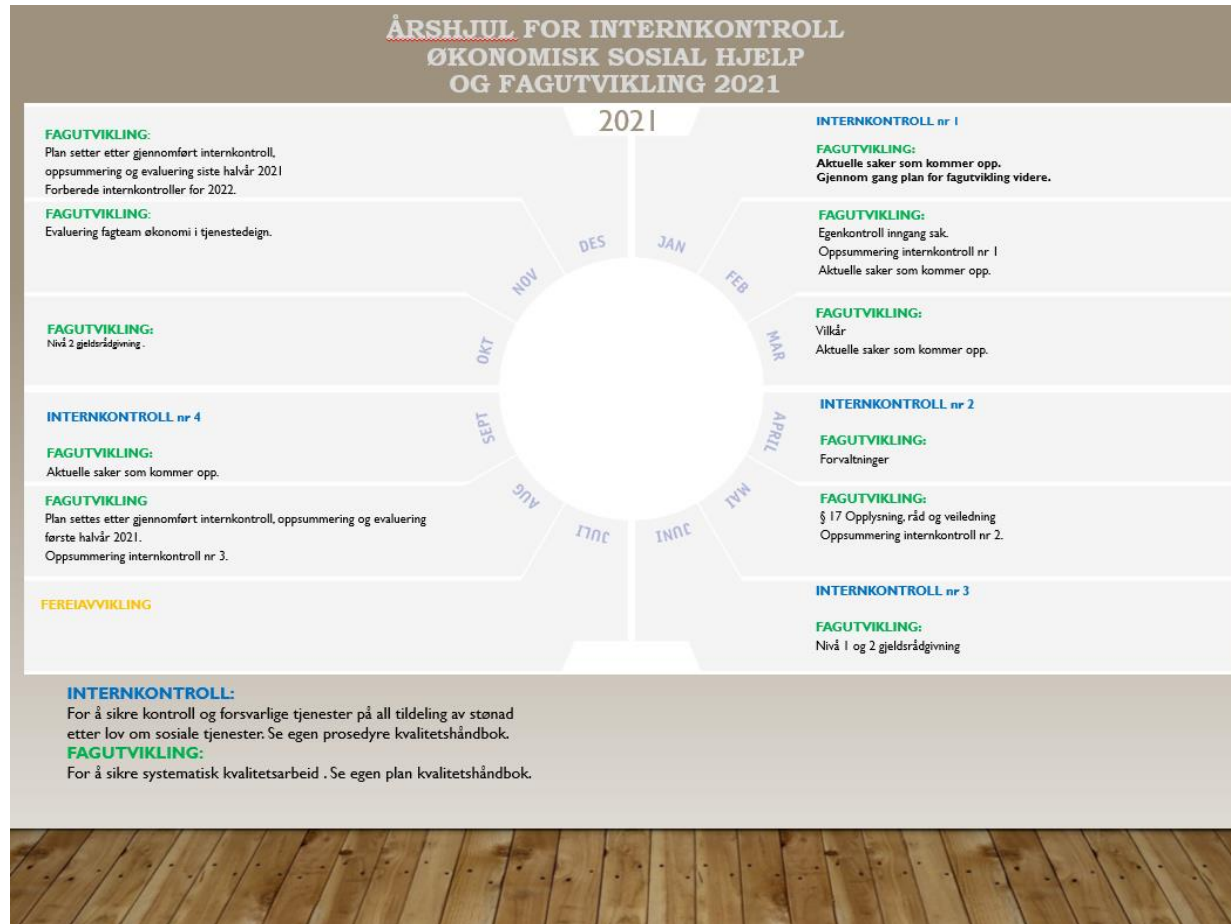 ÅRSHJUL FOR INTERNKONTROLL
ØKONOMISK SOSIAL HJELP
OG FAGUTVIKLING 2021
2021
INTERNKONTROLL nr 1
FAGUTVIKLING:
Aktuelle saker som kommer opp.
Gjennom gang plan for fagutvikling videre.
JAN
FAGUTVIKLING:
Egenkontroll inngang sak.
Oppsummering internkontroll nr 1
Aktuelle saker som kommer opp.
FEB
FAGUTVIKLING:
Vilkår
Aktuelle saker som kommer opp.
MAR
INTERNKONTROLL nr 2
FAGUTVIKLING:
Forvaltninger
APRIL
FAGUTVIKLING:
§ 17 Opplysning, råd og veiledning
Oppsummering internkontroll nr 2.
MAI
INTERNKONTROLL nr 3
FAGUTVIKLING:
Nivå 1 og 2 gjeldsrådgivning
JUNI
FEREIAVVIKLING
JULI
FAGUTVIKLING
Plan settes etter gjennomført internkontroll, oppsummering og evaluering
første halvår 2021.
Oppsummering internkontroll nr 3.
AUG
INTERNKONTROLL nr 4
FAGUTVIKLING:
Aktuelle saker som kommer opp.
SEPT
FAGUTVIKLING:
Nivå 2 gjeldsrådgivning .
OKT
FAGUTVIKLING:
Evaluering fagteam økonomi i tjenestedeign.
NOV
FAGUTVIKLING:
Plan setter etter gjennomført internkontroll,
oppsummering og evaluering siste halvår 2021
Forberede internkontroller for 2022.
DES
INTERNKONTROLL:
For å sikre kontroll og forsvarlige tjenester på all tildeling av stønad
etter lov om sosiale tjenester. Se egen prosedyre kvalitetshåndbok.
FAGUTVIKLING:
For å sikre systematisk kvalitetsarbeid . Se egen plan kvalitetshåndbok.